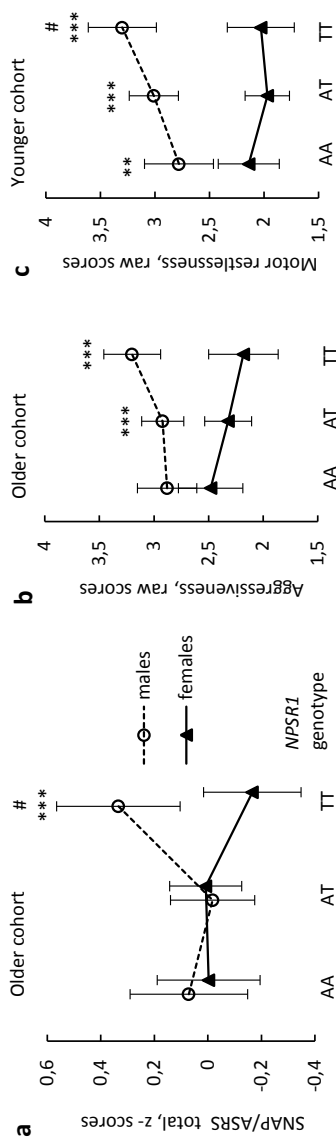 a
Older cohort
SNAP/ASRS total, z- scores
0,6
0,4
0,2
0
-0,2
-0,4
#
***
AA
AT
TT
males
females
NPSR1
genotype
b
Older cohort
Aggressiveness, raw scores
4
3,5
3
2,5
2
1,5
***
***
AA
AT
TT
c
Younger cohort
Motor restlessness, raw scores
4
3,5
3
2,5
2
1,5
**
***
#
***
AA
AT
TT